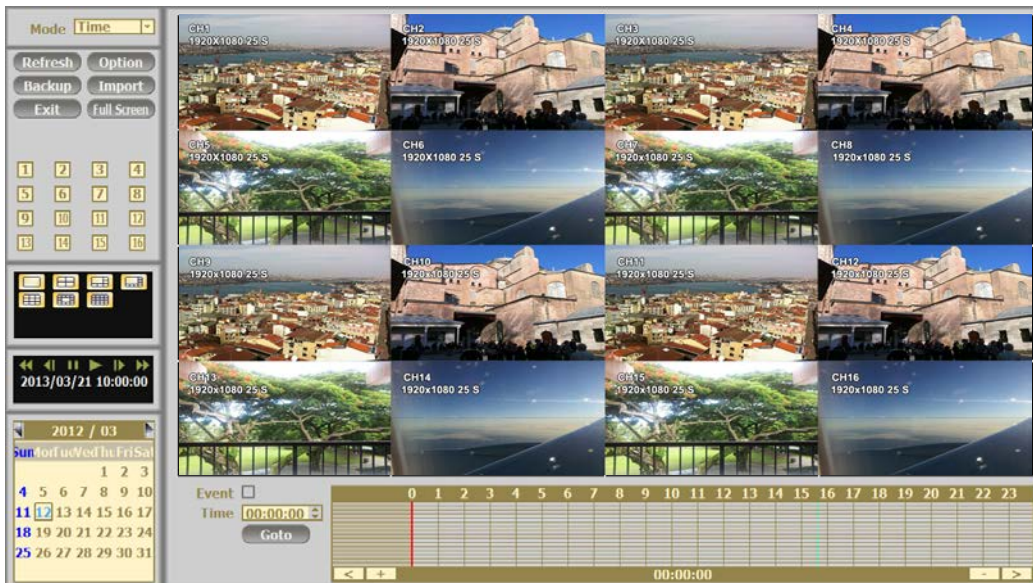 Mode Time
Refresh Option
Backup Import
Exit Full Screen
1 2 3 4
5 6 7 8
9 10 11 12
13 14 15 16
2013/03/21 10:00:00
2012 / 03
Sun Mon Tue Wed Thu Fri Sat
1 2 3
4 5 6 7 8 9 10
11 12 13 14 15 16 17
18 19 20 21 22 23 24
25 26 27 28 29 30 31
CH1
1920X1080 25 S
CH2
1920X1080 25 S
CH3
1920X1080 25 S
CH4
1920X1080 25 S
CH5
1920X1080 25 S
CH6
1920X1080 25 S
CH7
1920x1080 25 S
CH8
1920x1080 25 S
CH9
1920x1080 25 S
CH10
1920x1080 25 S
CH11
1920x1080 25 S
CH12
1920x1080 25 S
CH13
1920x1080 25 S
CH14
1920x1080 25 S
CH15
1920x1080 25 S
CH16
1920x1080 25 S
Event
Time 00:00:00
Goto
0 1 2 3 4 5 6 7 8 9 10 11 12 13 14 15 16 17 18 19 20 21 22 23
< + 00:00:00 - >